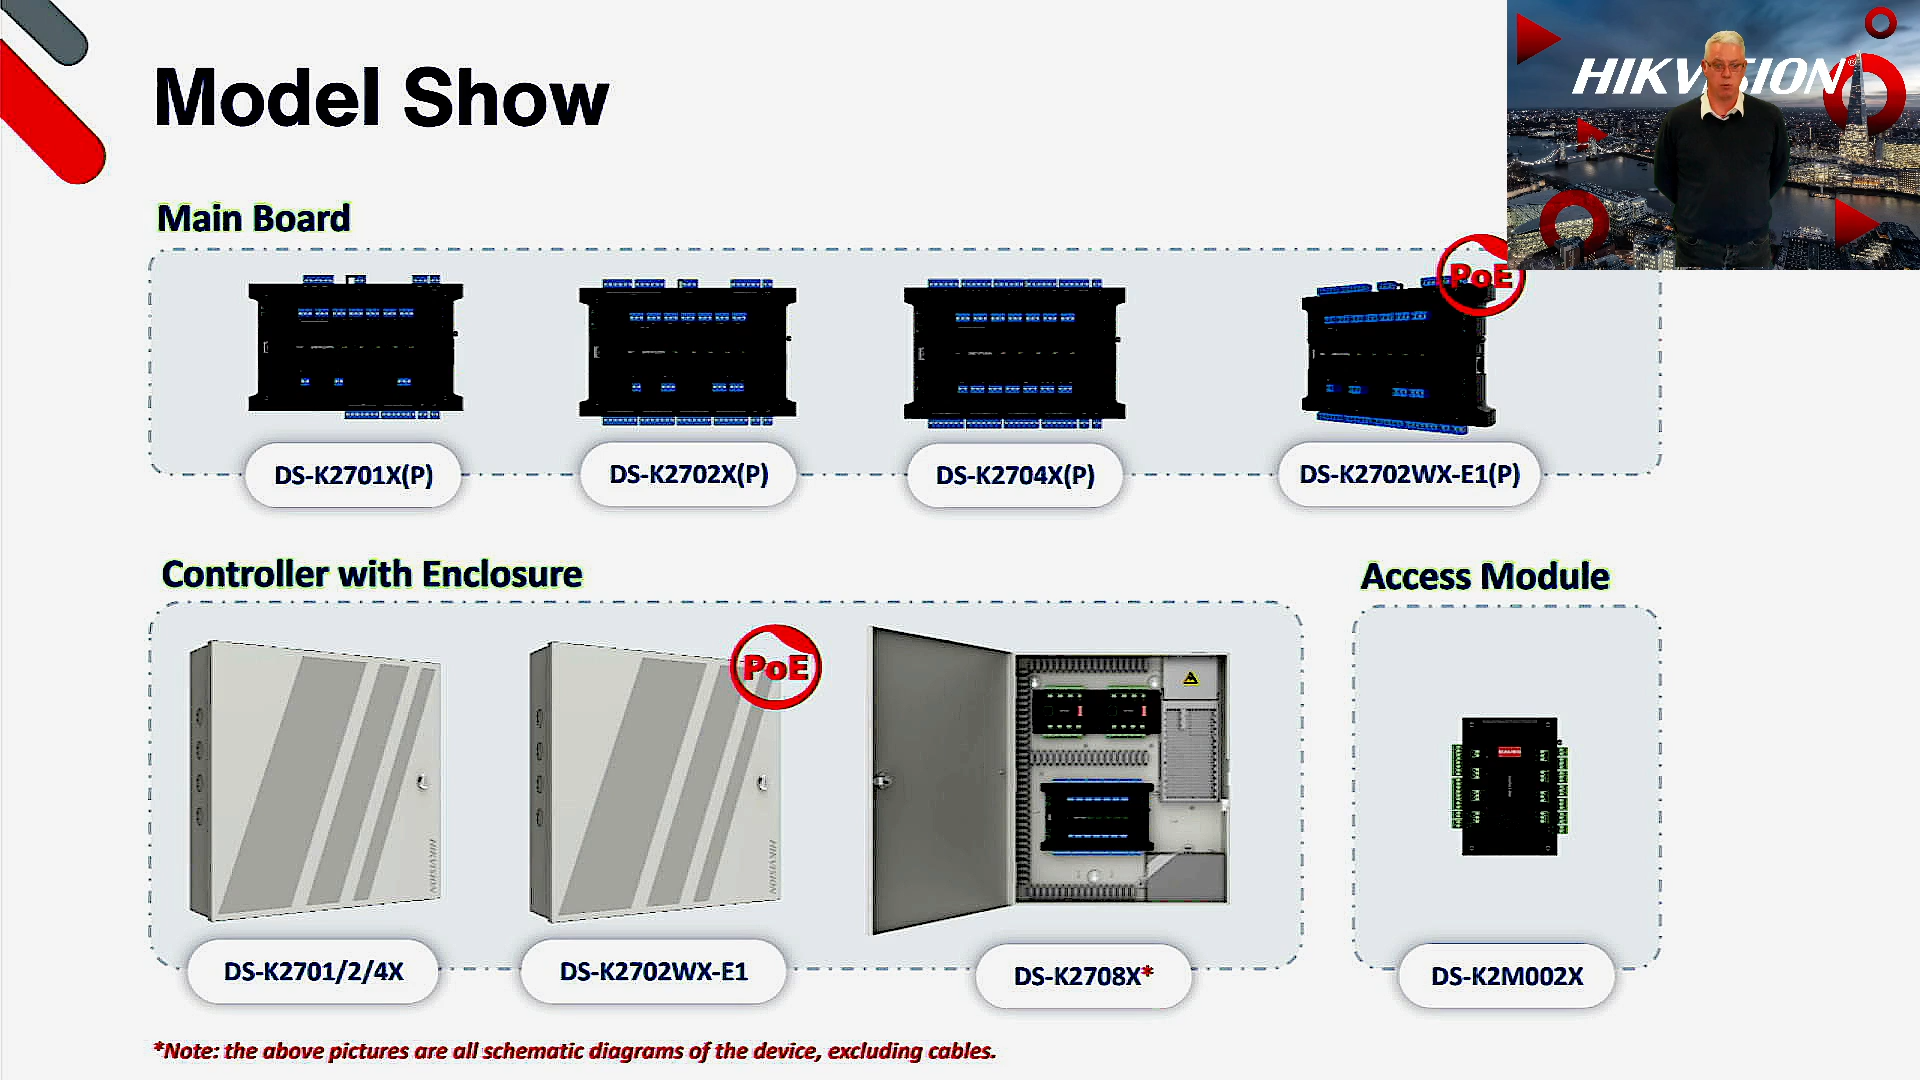 Model Show
HIKVISION®
Main Board
PoE
DS-K2701X(P)
DS-K2702X(P)
DS-K2704X(P)
DS-K2702WX-E1(P)
Controller with Enclosure
Access Module
PoE
HIKVISION
HIKVISION
DS-K2701/2/4X
DS-K2702WX-E1
DS-K2708X*
DS-K2M002X
*Note: the above pictures are all schematic diagrams of the device, excluding cables.